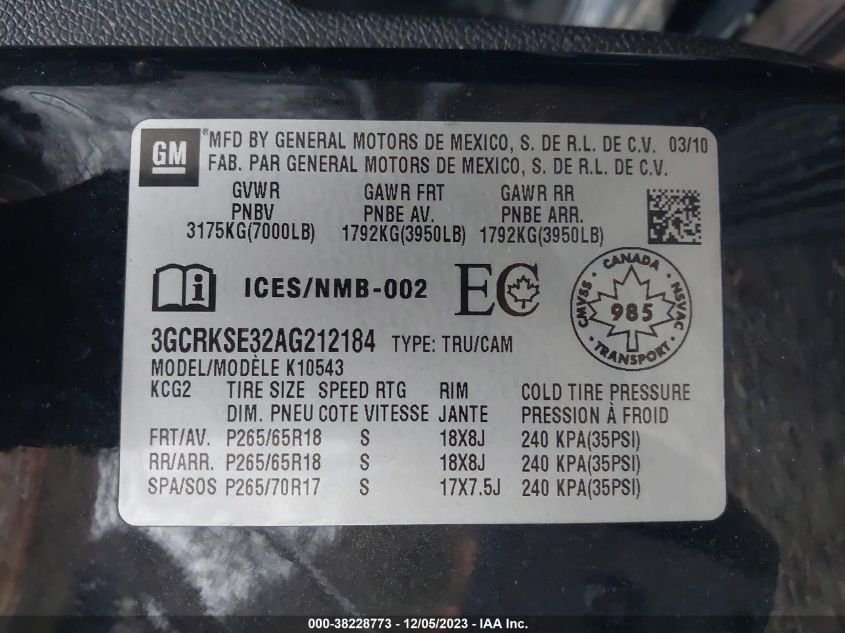 GM ® MFD BY GENERAL MOTORS DE MEXICO, S. DE R.L. DE C.V. 03/10
FAB. PAR GENERAL MOTORS DE MEXICO, S. DE R.L. DE C.V.
GVWR GAWR FRT GAWR RR
PNBV PNBE AV. PNBE ARR.
3175KG(7000LB) 1792KG(3950LB) 1792KG(3950LB)
i ICES/NMB-002 EC
CANADA
CMVSS 985 NSVAC
TRANSPORT
3GCRKSE32AG212184 TYPE: TRU/CAM
MODEL/MODÈLE K10543
KCG2 TIRE SIZE SPEED RTG RIM COLD TIRE PRESSURE
DIM. PNEU COTE VITESSE JANTE PRESSION À FROID
FRT/AV. P265/65R18 S 18X8J 240 KPA(35PSI)
RR/ARR. P265/65R18 S 18X8J 240 KPA(35PSI)
SPA/SOS P265/70R17 S 17X7.5J 240 KPA(35PSI)
000-38228773 - 12/05/2023 - IAA Inc.